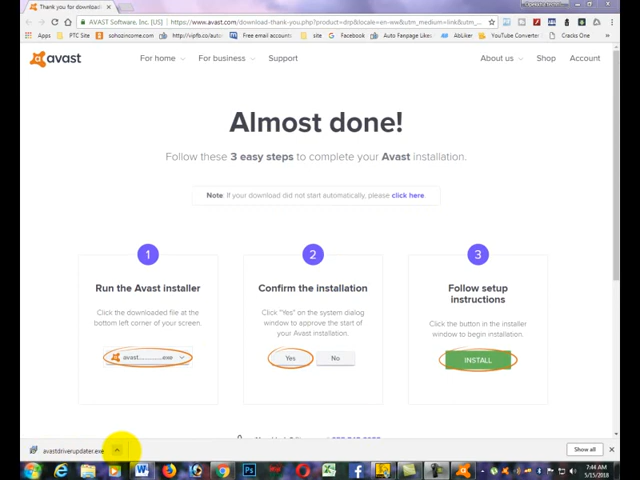 Thank you for download
AVAST Software, Inc. [US]
https://www.avast.com/download-thank-you.php?product=drp&locale=en-ww&utm_medium=link&utm_
Apps
PTC Site
sohosincome.com
http://vipfb.co/autor
Free email accounts
site
Facebook
Auto Fanpage Likes
AbLiker
YouTube Converter
Cracks One
avast
For home
For business
Support
About us
Shop
Account
Almost done!
Follow these 3 easy steps to complete your Avast installation.
Note: If your download did not start automatically, please click here.
1
2
3
Run the Avast installer
Click the downloaded file at the
bottom left corner of your screen.
avast..............exe
Confirm the installation
Click "Yes" on the system dialog
window to approve the start of
your Avast installation.
Yes
No
Follow setup
instructions
Click the button in the installer
window to begin installation.
INSTALL
avastdriverupdater.exe
Show all
7:44 AM
5/15/2018